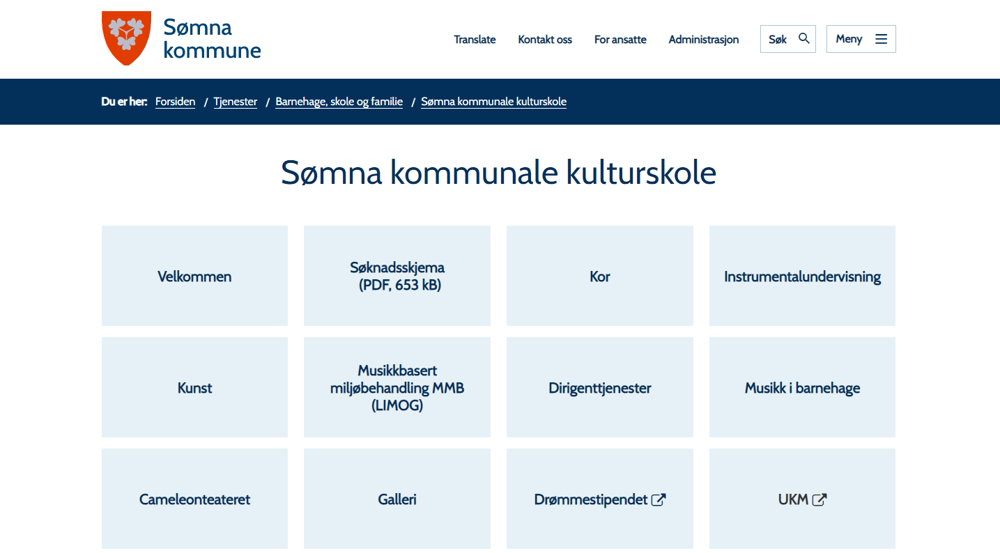 Sømna
kommune
Translate
Kontakt oss
For ansatte
Administrasjon
Søk
Meny
Du er her: Forsiden / Tjenester / Barnehage, skole og familie / Sømna kommunale kulturskole
Sømna kommunale kulturskole
Velkommen
Søknadsskjema
(PDF, 653 kB)
Kor
Instrumentalundervisning
Kunst
Musikkbasert
miljøbehandling MMB
(LIMOG)
Dirigenttjenester
Musikk i barnehage
Cameleonteateret
Galleri
Drømmestipendet
UKM